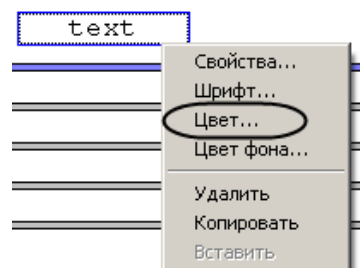 text
Свойства...
Шрифт...
Цвет...
Цвет фона...
Удалить
Копировать
Вставить